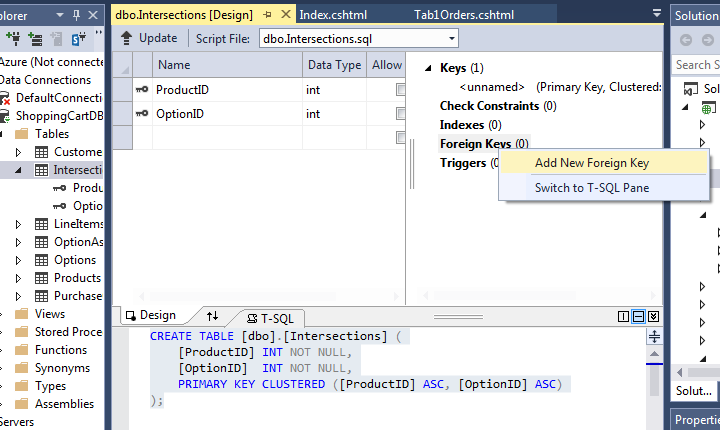 plorer
dbo.Intersections [Design]
Index.cshtml
Tab1Orders.cshtml
Solution
Update
Script File:
dbo.Intersections.sql
Search S
Azure (Not connecte
Data Connections
DefaultConnectio
ShoppingCartDB
Tables
Custome
Intersecti
Produ
Optio
LineItems
OptionAs
Options
Products
Purchase
Views
Stored Proce
Functions
Synonyms
Types
Assemblies
Servers
Name
Data Type
Allow
ProductID
int
OptionID
int
Keys (1)
<unnamed> (Primary Key, Clustered:
Check Constraints (0)
Indexes (0)
Foreign Keys (0)
Triggers (0
Add New Foreign Key
Switch to T-SQL Pane
Design
T-SQL
CREATE TABLE [dbo].[Intersections] (
[ProductID] INT NOT NULL,
[OptionID] INT NOT NULL,
PRIMARY KEY CLUSTERED ([ProductID] ASC, [OptionID] ASC)
);
Solut...
Properti